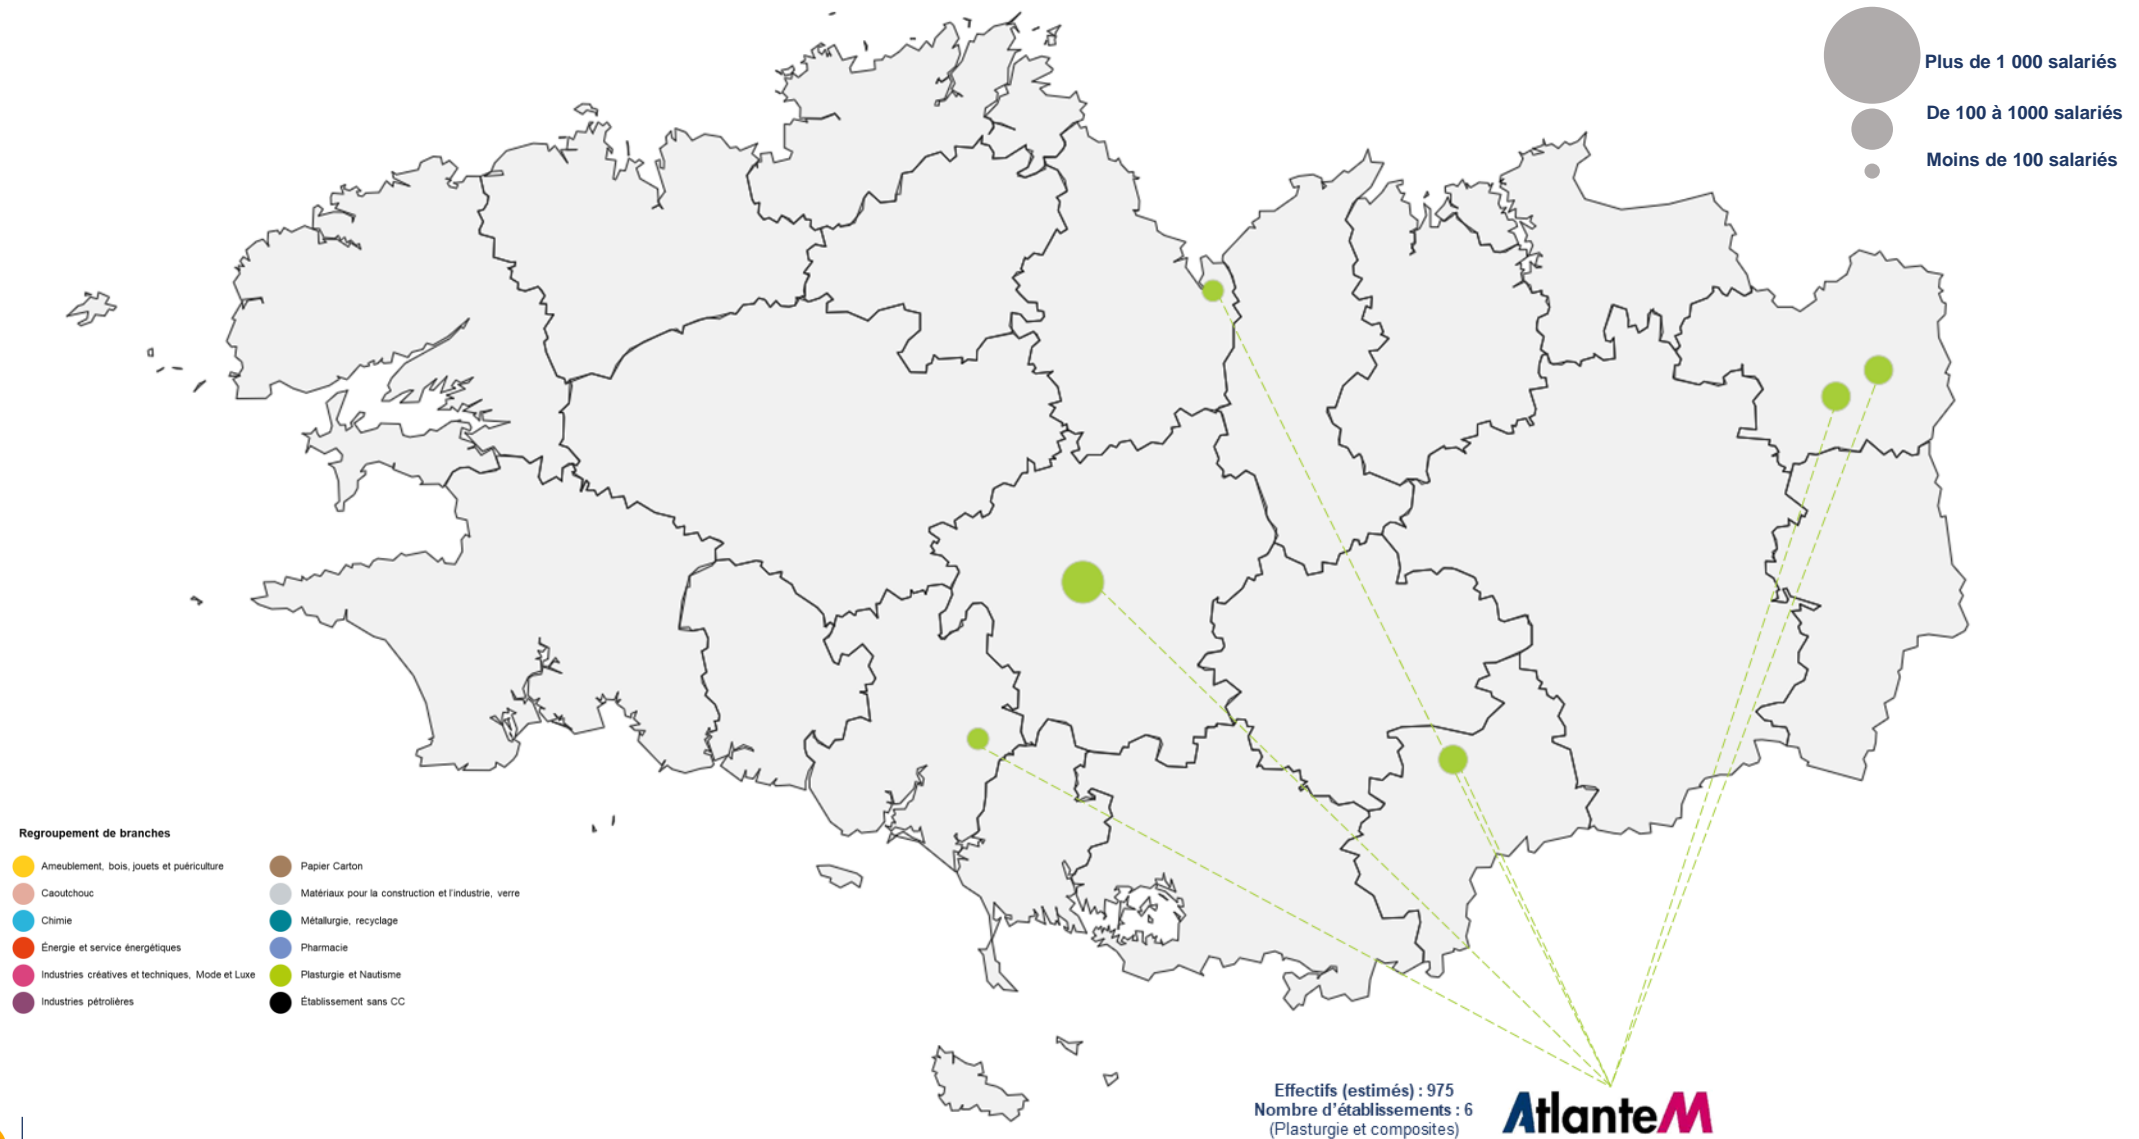 Plus de 1 000 salariés
De 100 à 1000 salariés
Moins de 100 salariés
Regroupement de branches
Ameublement, bois, jouets et puériculture
Caoutchouc
Chimie
Énergie et service énergétiques
Industries créatives et techniques, Mode et Luxe
Industries pétrolières
Papier Carton
Matériaux pour la construction et l'industrie, verre
Métallurgie, recyclage
Pharmacie
Plasturgie et Nautisme
Établissement sans CC
Effectifs (estimés) : 975
Nombre d'établissements : 6
(Plasturgie et composites)
AtlanteM